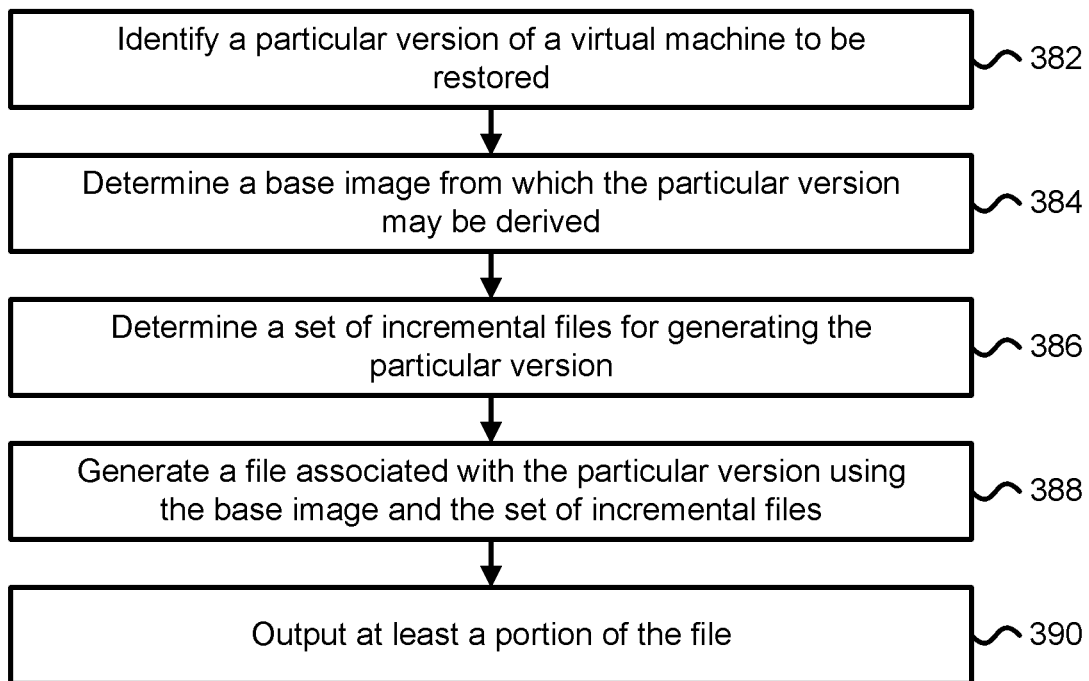 Identify a particular version of a virtual machine to be
restored
382
Determine a base image from which the particular version
may be derived
384
Determine a set of incremental files for generating the
particular version
386
Generate a file associated with the particular version using
the base image and the set of incremental files
388
Output at least a portion of the file
390